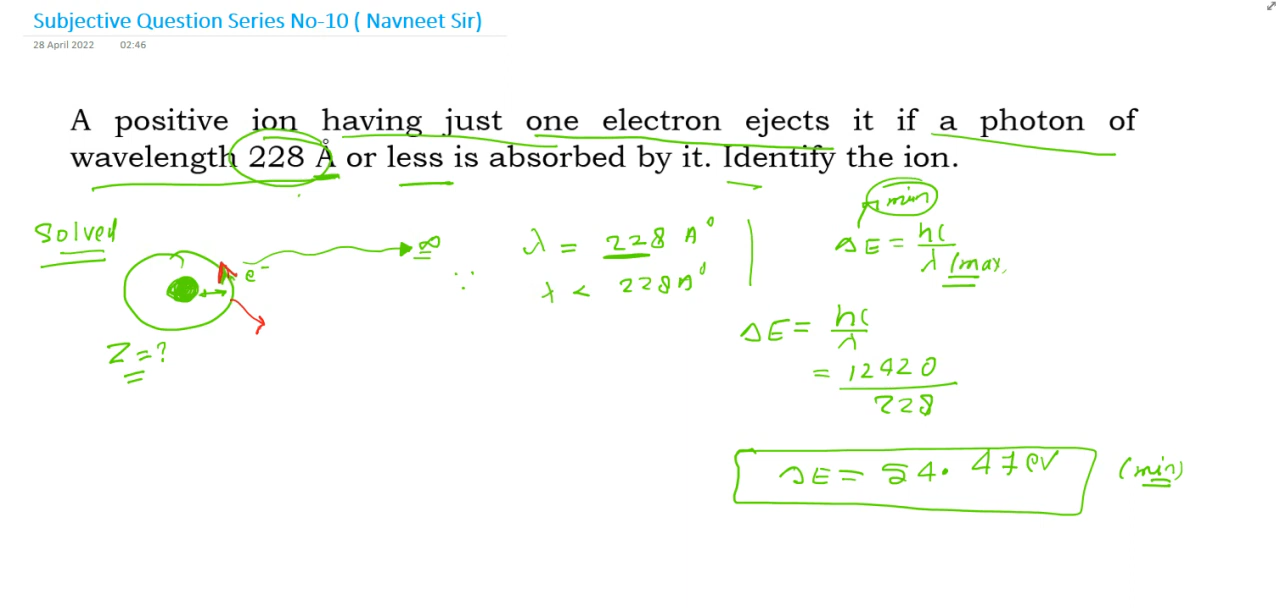 Subjective Question Series No-10 ( Navneet Sir)
28 April 2022 02:46
A positive ion having just one electron ejects it if a photon of
wavelength 228 Å or less is absorbed by it. Identify the ion.
Solved
e⁻ ∞
Z = ?
λ = 228 A°
∵ λ < 228 A°
min
ΔE = hc / λ (max,
ΔE = hc / λ
= 12420 / 228
ΔE = 54.47 eV (min)